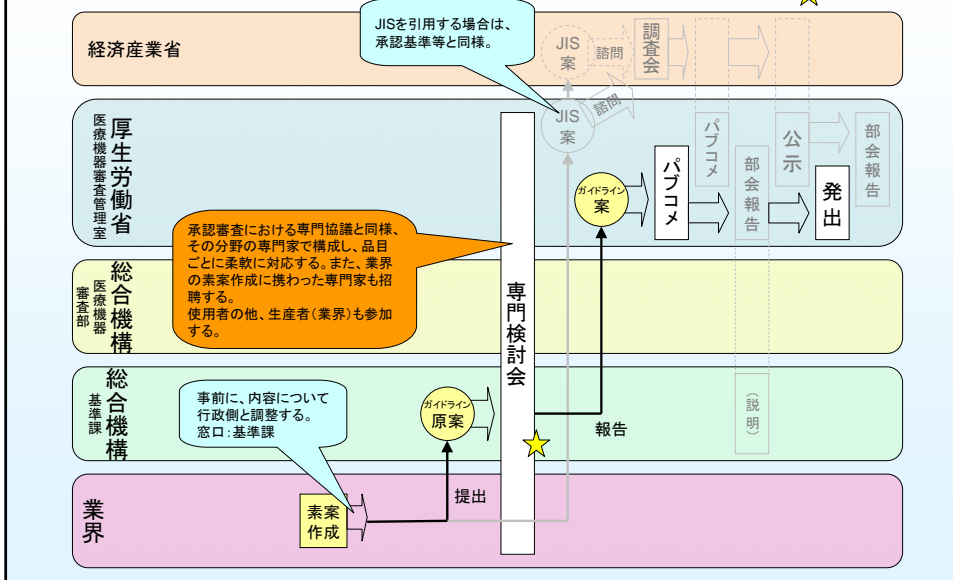 JISを引用する場合は、
承認基準等と同様。
経済産業省
JIS
案
諮問
調査会
厚生労働省
医療機器審査管理室
JIS
案
諮問
ガイドライン
案
パブコメ
パブコメ
部会報告
公示
発出
部会報告
承認審査における専門協議と同様、
その分野の専門家で構成し、品目
ごとに柔軟に対応する。また、業界
の素案作成に携わった専門家も招
聘する。
使用者の他、生産者（業界）も参加
する。
専門検討会
総合機構
医療機器
審査部
総合機構
基準課
事前に、内容について
行政側と調整する。
窓口：基準課
ガイドライン
原案
報告
（説明）
業界
素案
作成
提出